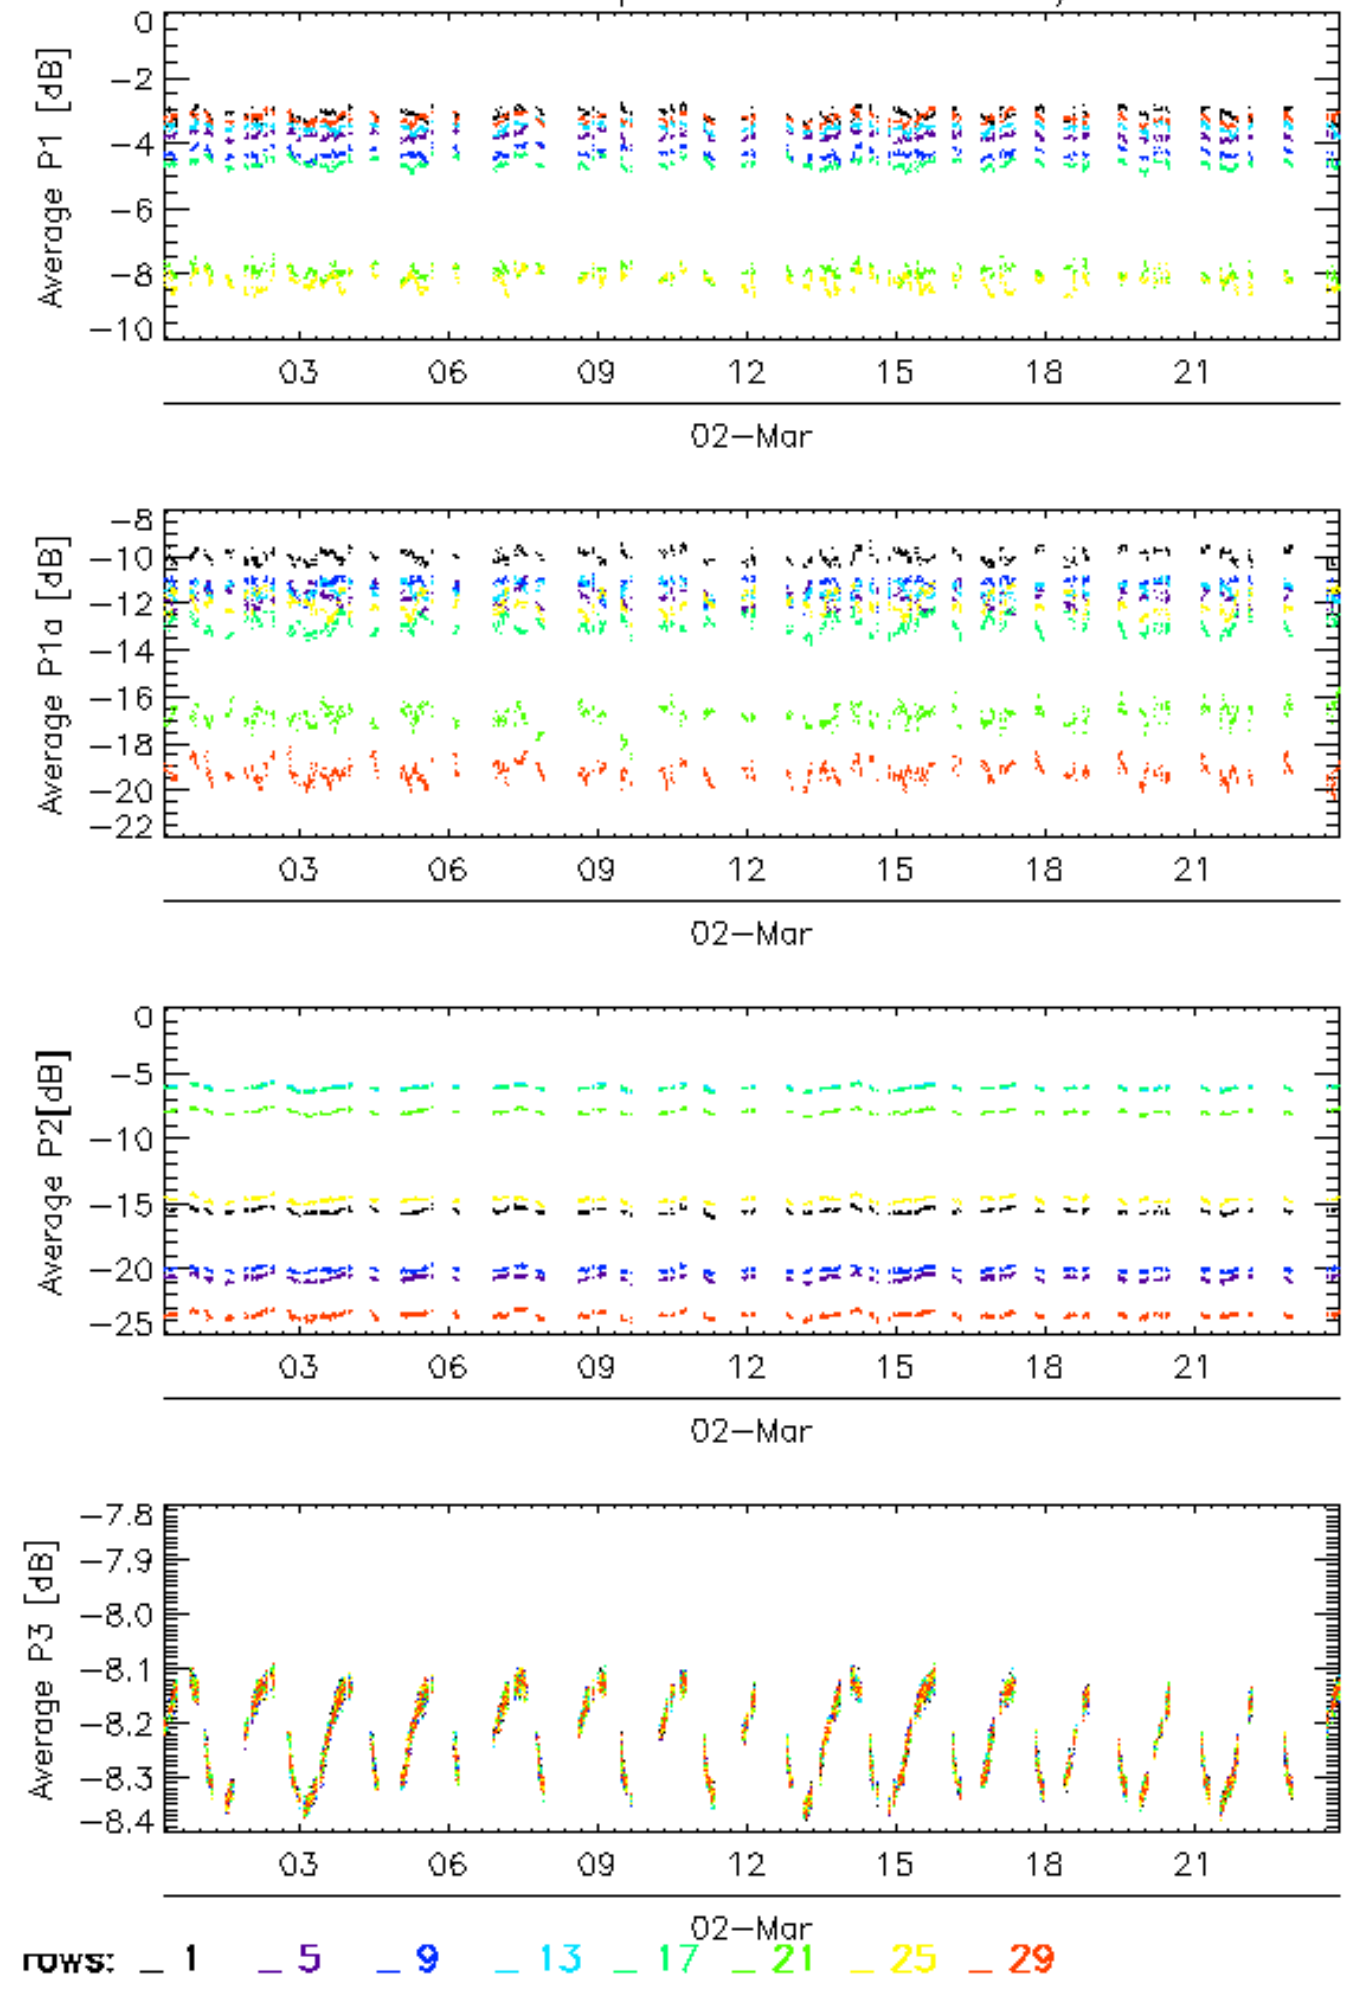 0
−2
−4
−6
−8
−10
Average P1 [dB]
03 06 09 12 15 18 21
02−Mar
−8
−10
−12
−14
−16
−18
−20
−22
Average P1a [dB]
03 06 09 12 15 18 21
02−Mar
0
−5
−10
−15
−20
−25
Average P2[dB]
03 06 09 12 15 18 21
02−Mar
−7.8
−7.9
−8.0
−8.1
−8.2
−8.3
−8.4
Average P3 [dB]
03 06 09 12 15 18 21
02−Mar
rows: _ 1 _ 5 _ 9 _ 13 _ 17 _ 21 _ 25 _ 29